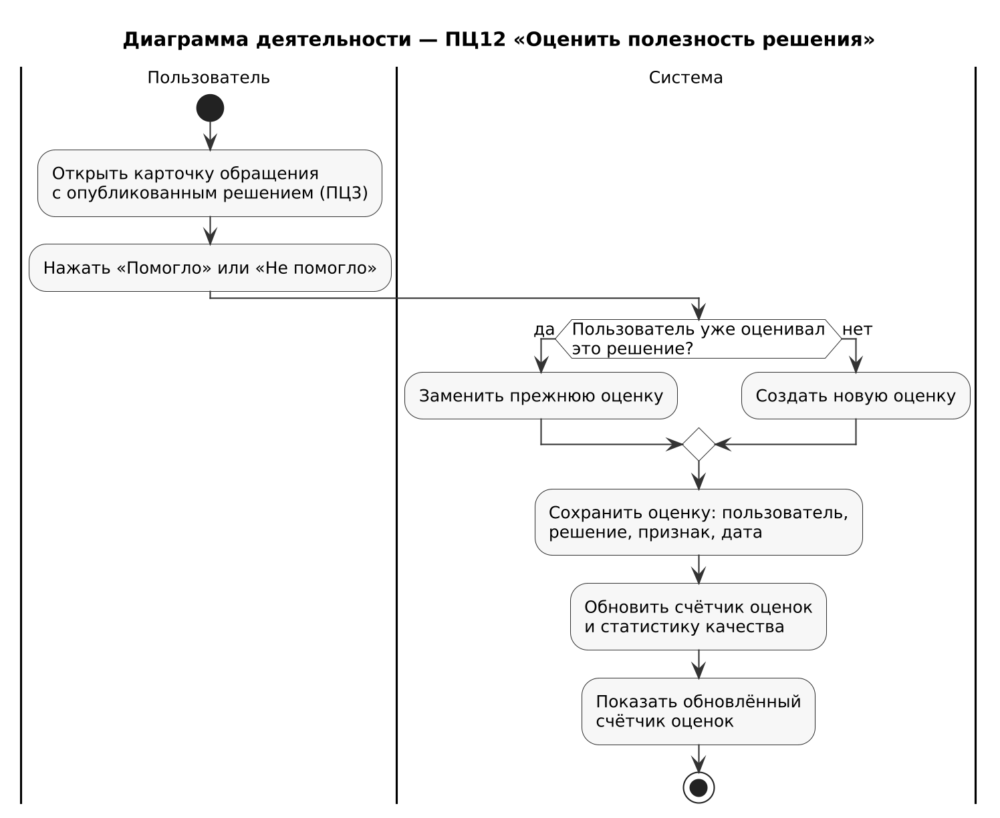 Диаграмма деятельности — ПЦ12 «Оценить полезность решения»
Пользователь
Система
Открыть карточку обращения
с опубликованным решением (ПЦ3)
Нажать «Помогло» или «Не помогло»
да
Пользователь уже оценивал
это решение?
нет
Заменить прежнюю оценку
Создать новую оценку
Сохранить оценку: пользователь,
решение, признак, дата
Обновить счётчик оценок
и статистику качества
Показать обновлённый
счётчик оценок